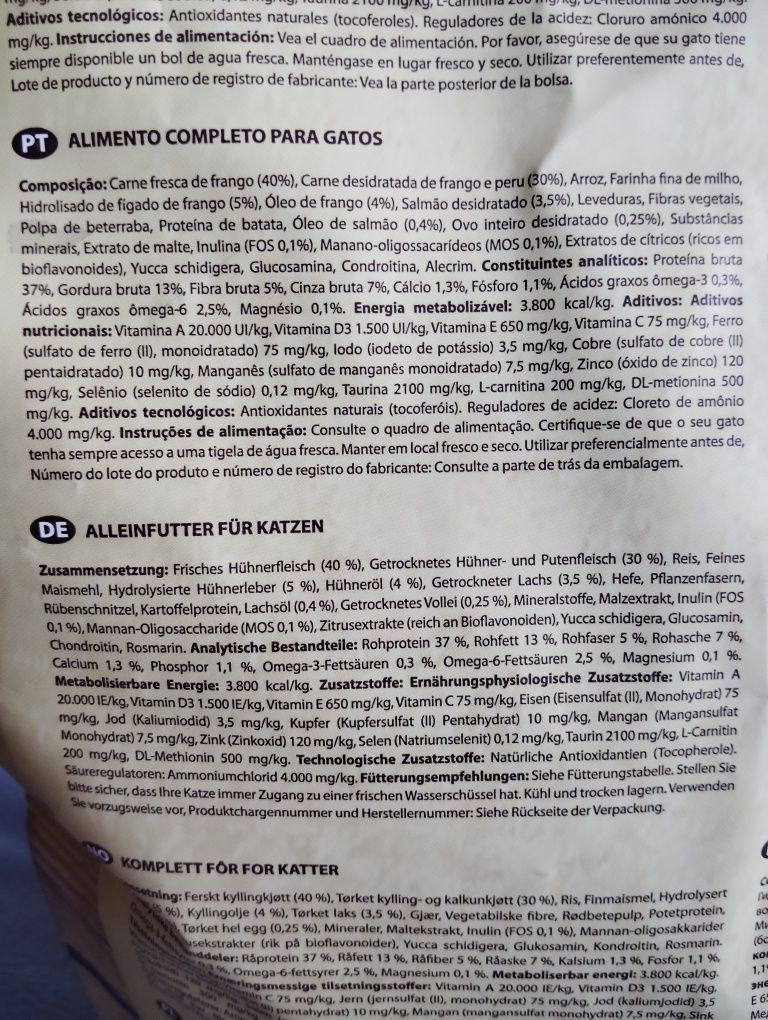 Aditivos tecnológicos: Antioxidantes naturales (tocoferoles). Reguladores de la acidez: Cloruro amónico 4.000
mg/kg. Instrucciones de alimentación: Vea el cuadro de alimentación. Por favor, asegúrese de que su gato tiene
siempre disponible un bol de agua fresca. Manténgase en lugar fresco y seco. Utilizar preferentemente antes de,
Lote de producto y número de registro de fabricante: Vea la parte posterior de la bolsa.
PT ALIMENTO COMPLETO PARA GATOS
Composição: Carne fresca de frango (40%), Carne desidratada de frango e peru (30%), Arroz, Farinha fina de milho,
Hidrolisado de fígado de frango (5%), Óleo de frango (4%), Salmão desidratado (3,5%), Leveduras, Fibras vegetais,
Polpa de beterraba, Proteína de batata, Óleo de salmão (0,4%), Ovo inteiro desidratado (0,25%), Substâncias
minerais, Extrato de malte, Inulina (FOS 0,1%), Manano-oligossacarídeos (MOS 0,1%), Extratos de cítricos (ricos em
bioflavonoides), Yucca schidigera, Glucosamina, Condroitina, Alecrim. Constituintes analíticos: Proteína bruta
37%, Gordura bruta 13%, Fibra bruta 5%, Cinza bruta 7%, Cálcio 1,3%, Fósforo 1,1%, Ácidos graxos ômega-3 0,3%,
Ácidos graxos ômega-6 2,5%, Magnésio 0,1%. Energia metabolizável: 3.800 kcal/kg. Aditivos: Aditivos
nutricionais: Vitamina A 20.000 UI/kg, Vitamina D3 1.500 UI/kg, Vitamina E 650 mg/kg, Vitamina C 75 mg/kg, Ferro
(sulfato de ferro (II), monoidratado) 75 mg/kg, Iodo (iodeto de potássio) 3,5 mg/kg, Cobre (sulfato de cobre (II)
pentaidratado) 10 mg/kg, Manganês (sulfato de manganês monoidratado) 7,5 mg/kg, Zinco (óxido de zinco) 120
mg/kg, Selênio (selenito de sódio) 0,12 mg/kg, Taurina 2100 mg/kg, L-carnitina 200 mg/kg, DL-metionina 500
mg/kg. Aditivos tecnológicos: Antioxidantes naturais (tocoferóis). Reguladores de acidez: Cloreto de amônio
4.000 mg/kg. Instruções de alimentação: Consulte o quadro de alimentação. Certifique-se de que o seu gato
tenha sempre acesso a uma tigela de água fresca. Manter em local fresco e seco. Utilizar preferencialmente antes de,
Número do lote do produto e número de registro do fabricante: Consulte a parte de trás da embalagem.
DE ALLEINFUTTER FÜR KATZEN
Zusammensetzung: Frisches Hühnerfleisch (40 %), Getrocknetes Hühner- und Putenfleisch (30 %), Reis, Feines
Maismehl, Hydrolysierte Hühnerleber (5 %), Hühneröl (4 %), Getrockneter Lachs (3,5 %), Hefe, Pflanzenfasern,
Rübenschnitzel, Kartoffelprotein, Lachsöl (0,4 %), Getrocknetes Vollei (0,25 %), Mineralstoffe, Malzextrakt, Inulin (FOS
0,1 %), Mannan-Oligosaccharide (MOS 0,1 %), Zitrusextrakte (reich an Bioflavonoiden), Yucca schidigera, Glucosamin,
Chondroitin, Rosmarin. Analytische Bestandteile: Rohprotein 37 %, Rohfett 13 %, Rohfaser 5 %, Rohasche 7 %,
Calcium 1,3 %, Phosphor 1,1 %, Omega-3-Fettsäuren 0,3 %, Omega-6-Fettsäuren 2,5 %, Magnesium 0,1 %.
Metabolisierbare Energie: 3.800 kcal/kg. Zusatzstoffe: Ernährungsphysiologische Zusatzstoffe: Vitamin A
20.000 IE/kg, Vitamin D3 1.500 IE/kg, Vitamin E 650 mg/kg, Vitamin C 75 mg/kg, Eisen (Eisensulfat (II), Monohydrat) 75
mg/kg, Jod (Kaliumiodid) 3,5 mg/kg, Kupfer (Kupfersulfat (II) Pentahydrat) 10 mg/kg, Mangan (Mangansulfat
Monohydrat) 7,5 mg/kg, Zink (Zinkoxid) 120 mg/kg, Selen (Natriumselenit) 0,12 mg/kg, Taurin 2100 mg/kg, L-Carnitin
200 mg/kg, DL-Methionin 500 mg/kg. Technologische Zusatzstoffe: Natürliche Antioxidantien (Tocopherole).
Säureregulatoren: Ammoniumchlorid 4.000 mg/kg. Fütterungsempfehlungen: Siehe Fütterungstabelle. Stellen Sie
bitte sicher, dass Ihre Katze immer Zugang zu einer frischen Wasserschüssel hat. Kühl und trocken lagern. Verwenden
Sie vorzugsweise vor, Produktchargennummer und Herstellernummer: Siehe Rückseite der Verpackung.
NO KOMPLETT FÔR FOR KATTER
Ferskt kyllingkjøtt (40 %), Tørket kylling- og kalkunkjøtt (30 %), Ris, Finmaismel, Hydrolysert
%), Kyllingolje (4 %), Tørket laks (3,5 %), Gjær, Vegetabilske fibre, Rødbetepulp, Potetprotein,
Tørket hel egg (0,25 %), Mineraler, Maltekstrakt, Inulin (FOS 0,1 %), Mannan-oligosakkarider
(rik på bioflavonoider), Yucca schidigera, Glukosamin, Kondroitin, Rosmarin.
Råprotein 37 %, Råfett 13 %, Råfiber 5 %, Råaske 7 %, Kalsium 1,3 %, Fosfor 1,1 %,
Omega-6-fettsyrer 2,5 %, Magnesium 0,1 %. Metaboliserbar energi: 3.800 kcal/kg.
tilsetningsstoffer: Vitamin A 20.000 IE/kg, Vitamin D3 1.500 IE/kg,
C 75 mg/kg, Jern (jernsulfat (II), monohydrat) 75 mg/kg, Jod (kaliumjodid) 3,5
pentahydrat) 10 mg/kg, Mangan (mangansulfat monohydrat) 7,5 mg/kg, Sink